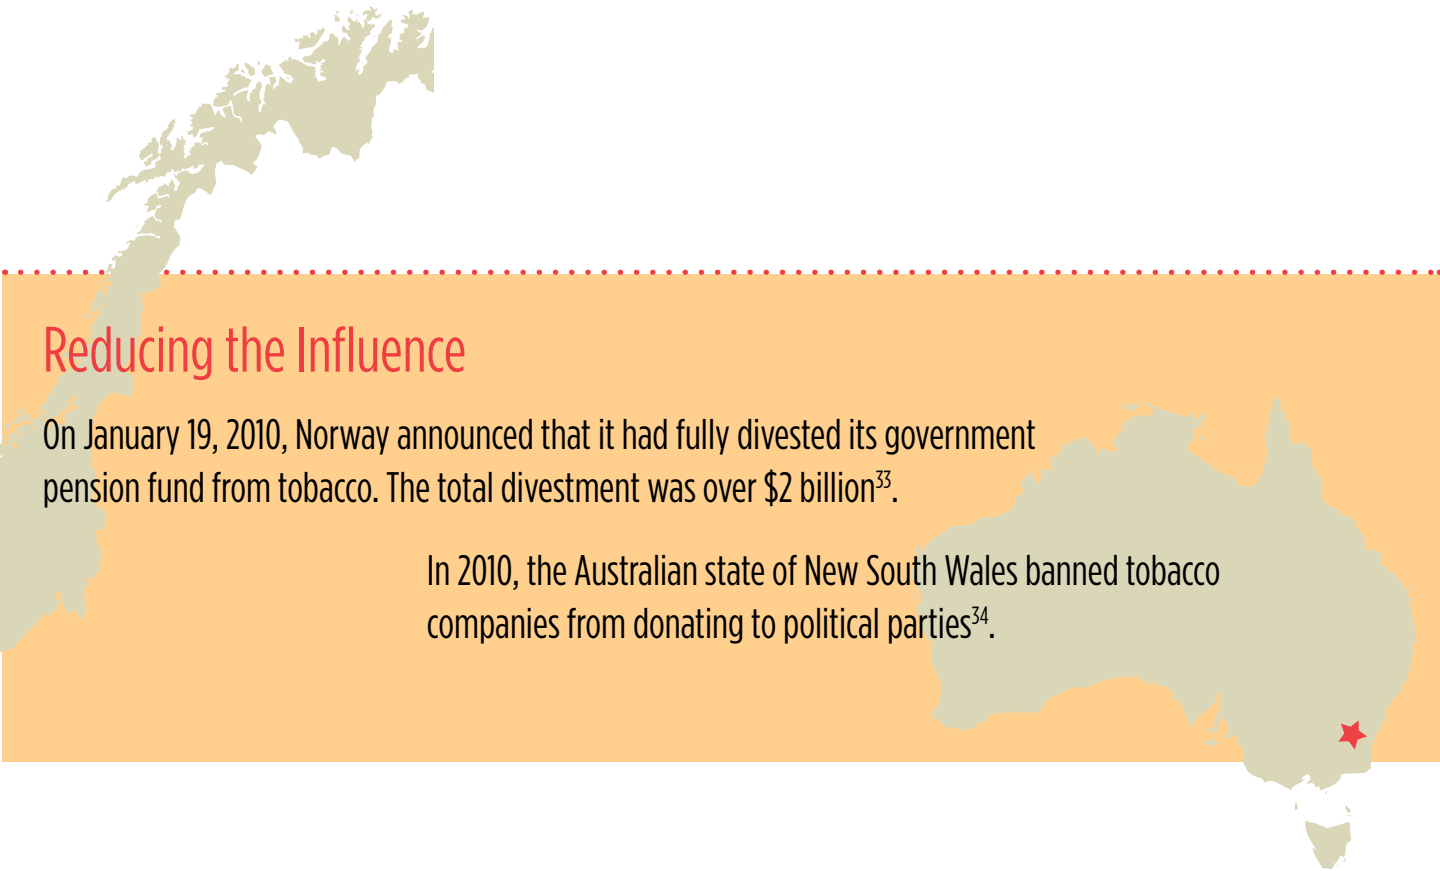 Reducing the Influence
On January 19, 2010, Norway announced that it had fully divested its government
pension fund from tobacco. The total divestment was over $2 billion³³.
In 2010, the Australian state of New South Wales banned tobacco
companies from donating to political parties³⁴.